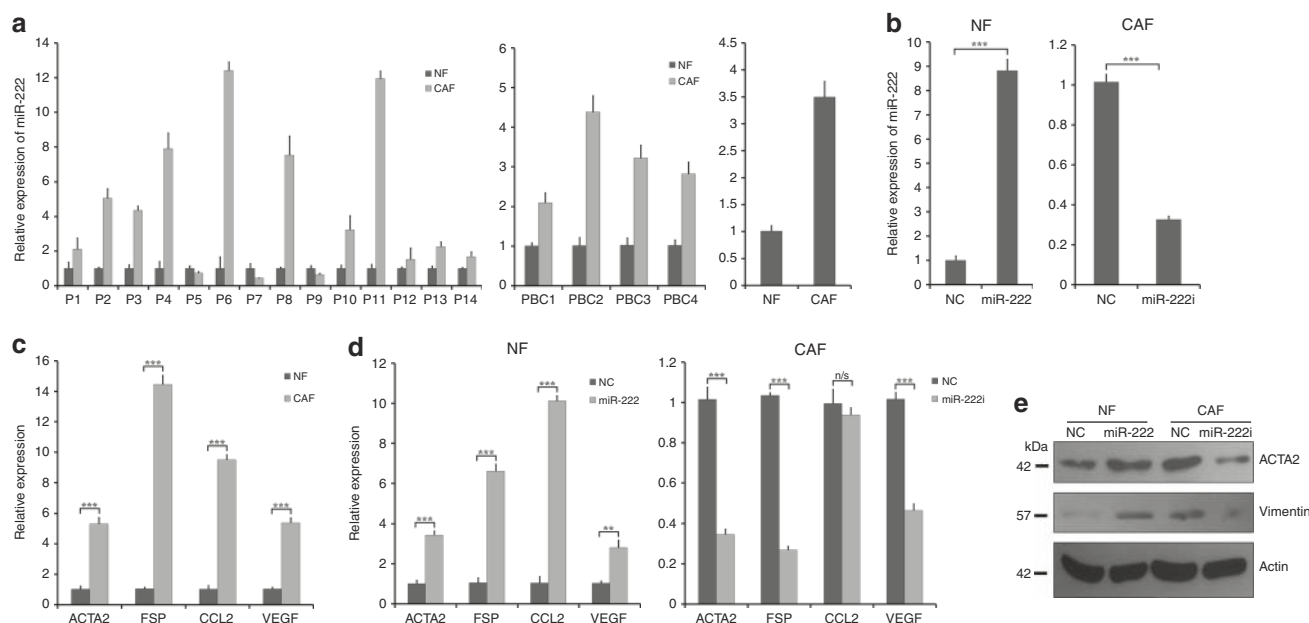 a
14
12
10
8
6
4
2
0
Relative expression of miR-222
NF
CAF
P1 P2 P3 P4 P5 P6 P7 P8 P9 P10 P11 P12 P13 P14
6
5
4
3
2
1
0
NF
CAF
PBC1 PBC2 PBC3 PBC4
4.5
4
3.5
3
2.5
2
1.5
1
0.5
0
NF CAF
b
NF
Relative expression of miR-222
10
9
8
7
6
5
4
3
2
1
0
***
NC miR-222
CAF
1.2
1
0.8
0.6
0.4
0.2
0
***
NC miR-222i
c
Relative expression
16
14
12
10
8
6
4
2
0
NF
CAF
*** *** *** ***
ACTA2 FSP CCL2 VEGF
d
NF
Relative expression
12
10
8
6
4
2
0
NC
miR-222
*** *** *** **
ACTA2 FSP CCL2 VEGF
CAF
1.2
1
0.8
0.6
0.4
0.2
0
NC
miR-222i
*** *** n/s ***
ACTA2 FSP CCL2 VEGF
e
NF CAF
kDa NC miR-222 NC miR-222i
42 ACTA2
57 Vimentin
42 Actin